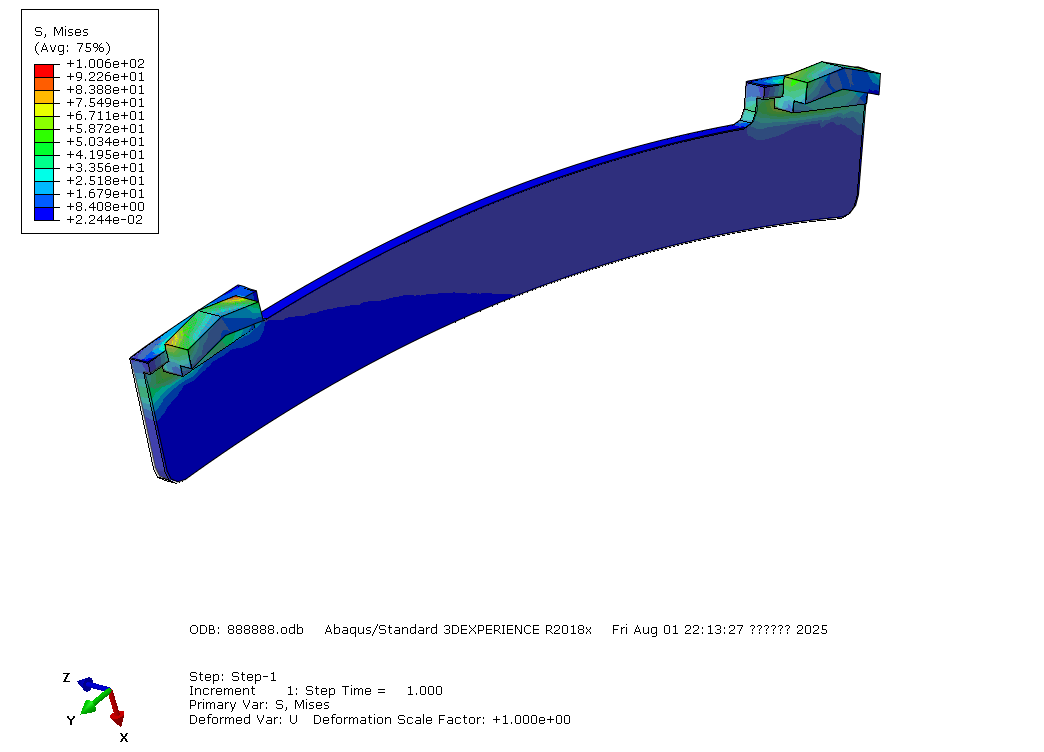 S, Mises
(Avg: 75%)
+1.006e+02
+9.226e+01
+8.388e+01
+7.549e+01
+6.711e+01
+5.872e+01
+5.034e+01
+4.195e+01
+3.356e+01
+2.518e+01
+1.679e+01
+8.408e+00
+2.244e-02
ODB: 888888.odb Abaqus/Standard 3DEXPERIENCE R2018x Fri Aug 01 22:13:27 ?????? 2025
Z
Y
X
Step: Step-1
Increment 1: Step Time = 1.000
Primary Var: S, Mises
Deformed Var: U Deformation Scale Factor: +1.000e+00